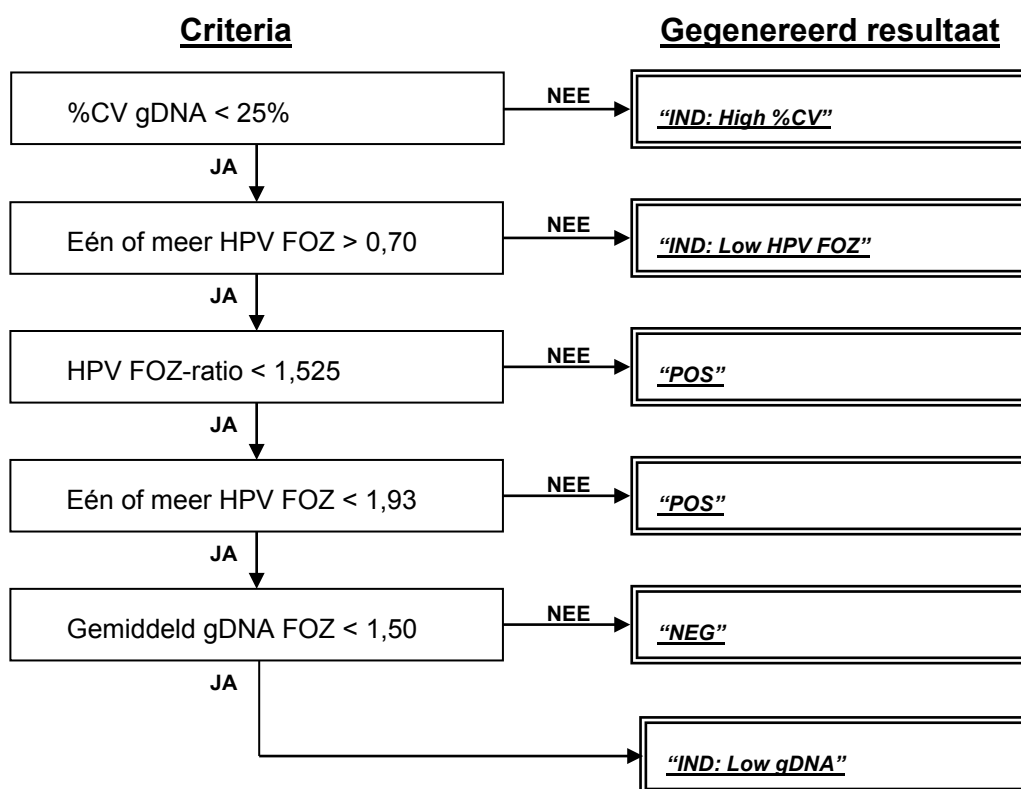 Criteria
Gegenereerd resultaat
%CV gDNA < 25%
NEE
“IND: High %CV”
JA
Eén of meer HPV FOZ > 0,70
NEE
“IND: Low HPV FOZ”
JA
HPV FOZ-ratio < 1,525
NEE
“POS”
JA
Eén of meer HPV FOZ < 1,93
NEE
“POS”
JA
Gemiddeld gDNA FOZ < 1,50
NEE
“NEG”
JA
“IND: Low gDNA”